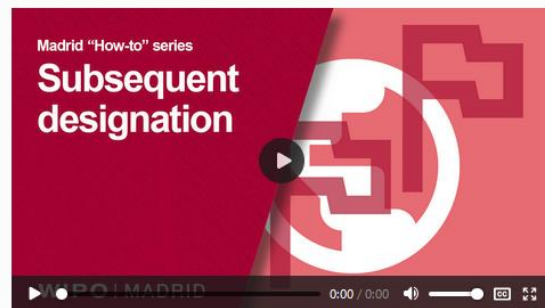 Madrid “How-to” series
Subsequent
designation
WIPO | MADRID
0:00 / 0:00
CC